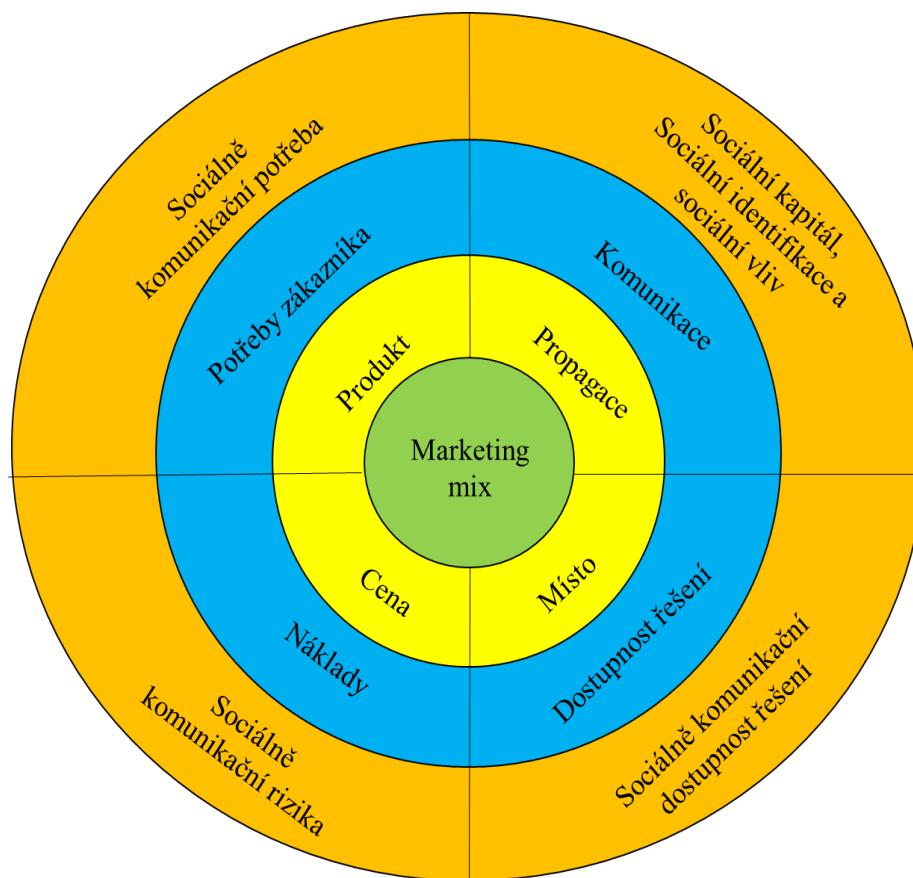 Sociálně
komunikační potřeba
Sociální kapitál,
Sociální identifikace a
sociální vliv
Potřeby zákazníka
Komunikace
Produkt
Propagace
Marketing
mix
Cena
Místo
Náklady
Dostupnost řešení
Sociálně
komunikační rizika
Sociálně komunikační
dostupnost řešení